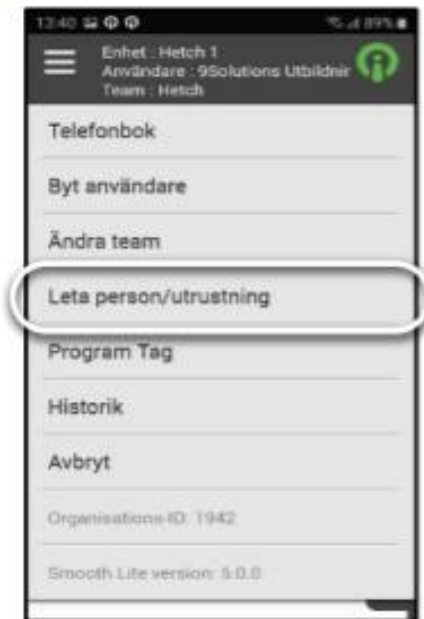 13:40 89%
Enhet : Hetch 1
Användare : 9Solutions Utbildnir
Team : Hetch
Telefonbok
Byt användare
Ändra team
Leta person/utrustning
Program Tag
Historik
Avbryt
Organisations-ID: 1942
Smooth Lite version: 5.0.0